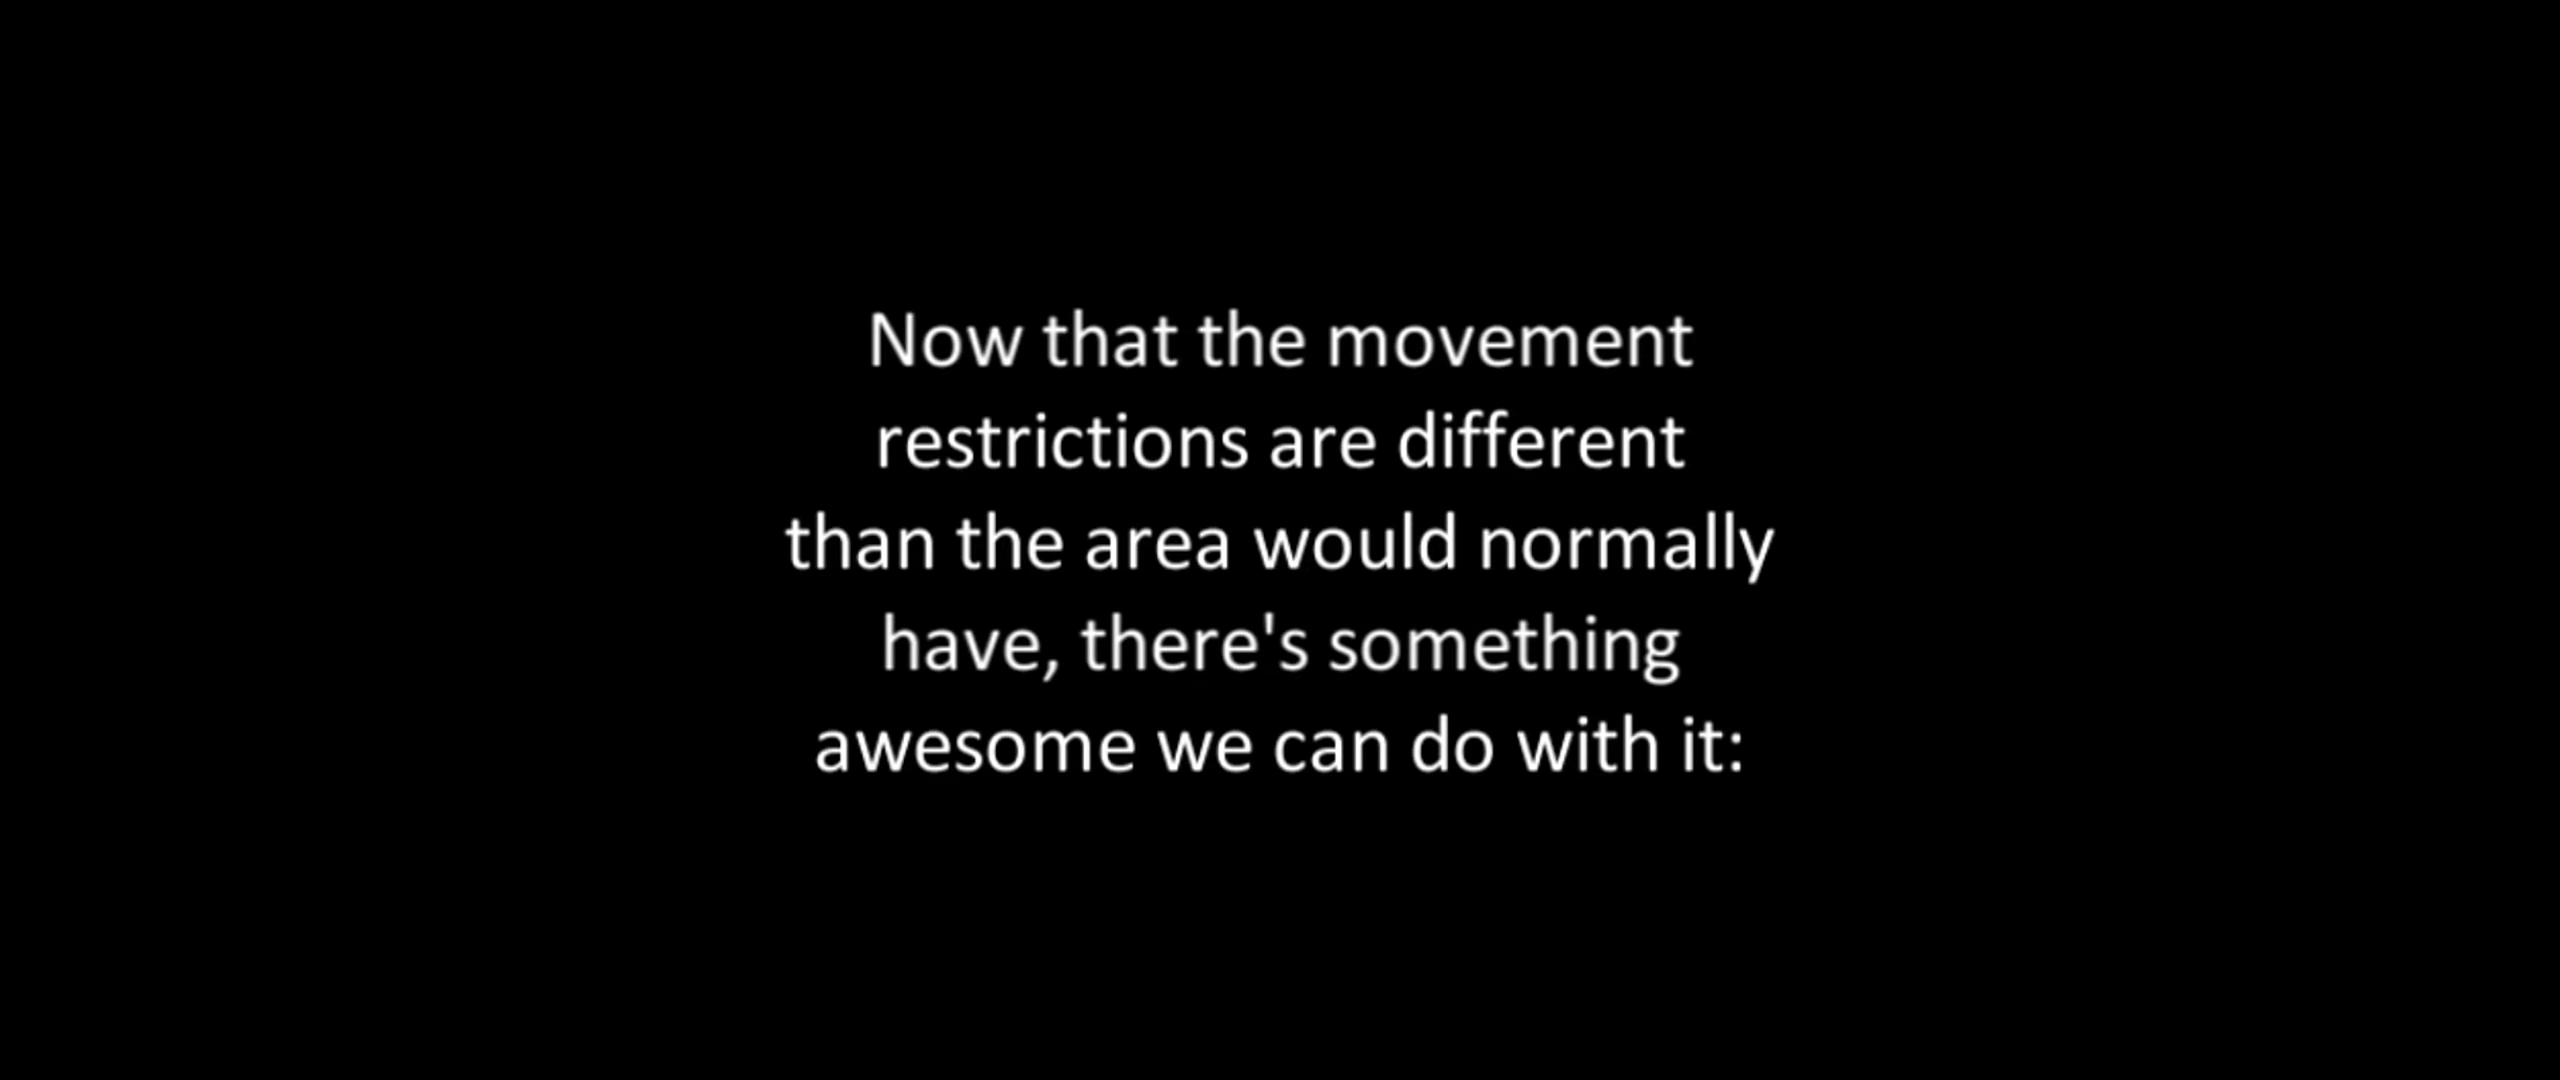 Now that the movement
restrictions are different
than the area would normally
have, there's something
awesome we can do with it: